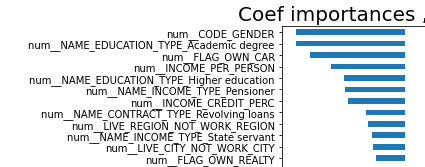 Coef importances ,
num__CODE_GENDER
num__NAME_EDUCATION_TYPE_Academic degree
num__FLAG_OWN_CAR
num__INCOME_PER_PERSON
num__NAME_EDUCATION_TYPE_Higher education
num__NAME_INCOME_TYPE_Pensioner
num__INCOME_CREDIT_PERC
num__NAME_CONTRACT_TYPE_Revolving loans
num__LIVE_REGION_NOT_WORK_REGION
num__NAME_INCOME_TYPE_State servant
num__LIVE_CITY_NOT_WORK_CITY
num__FLAG_OWN_REALTY